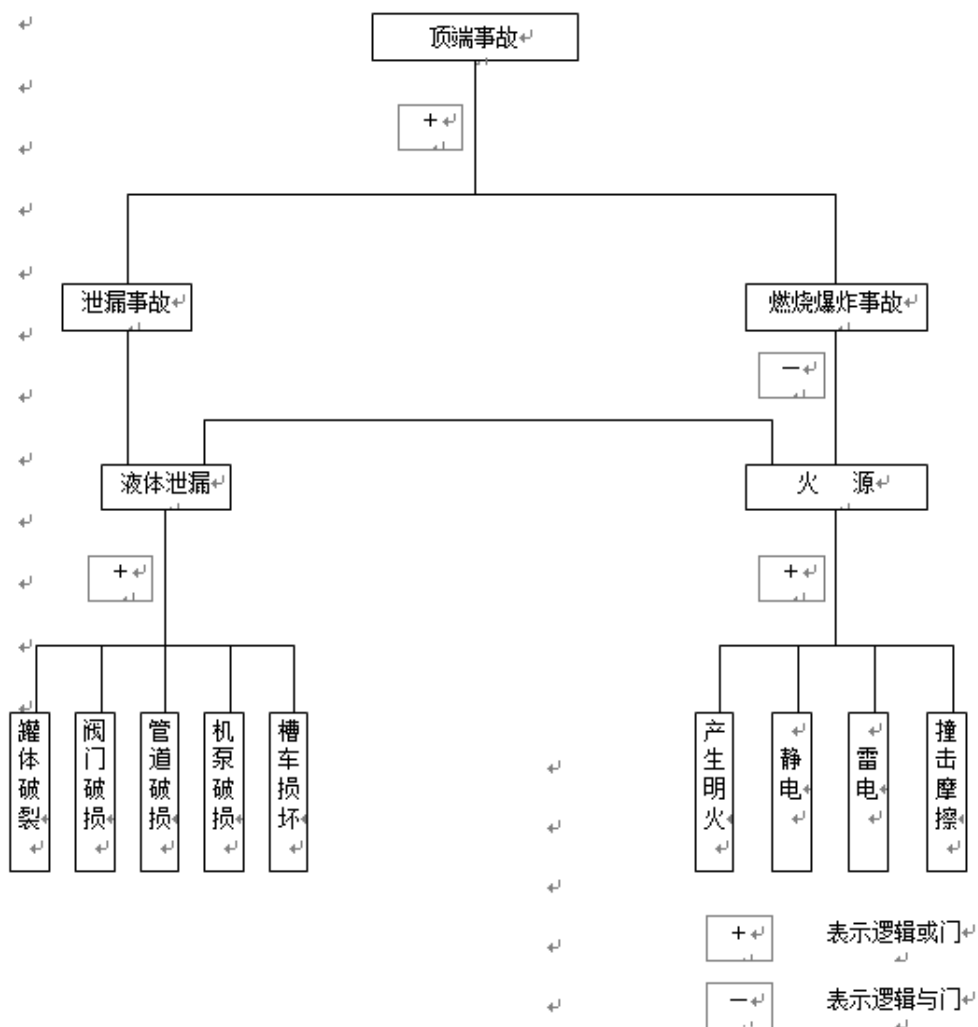 顶端事故
+
泄漏事故
燃烧爆炸事故
－
液体泄漏
火 源
+
+
罐体破裂
阀门破损
管道破损
机泵破损
槽车损坏
产生明火
静电
雷电
撞击摩擦
+ 表示逻辑或门
－ 表示逻辑与门